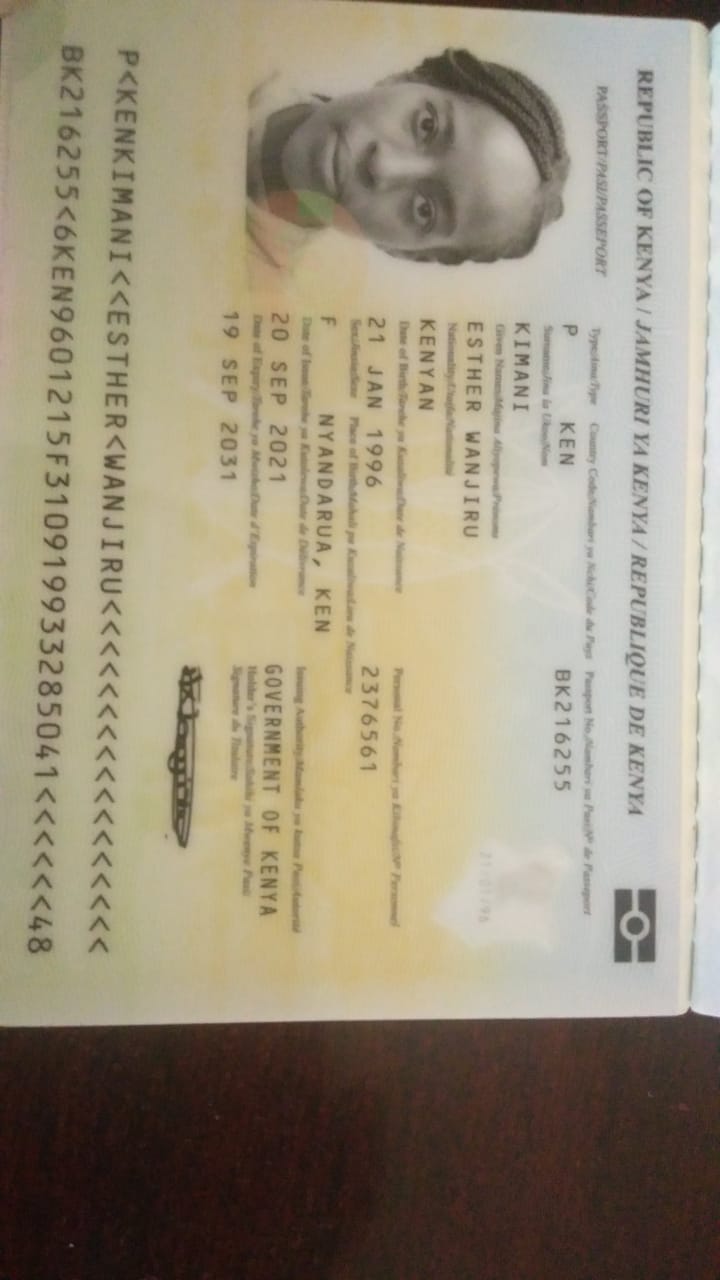 REPUBLIC OF KENYA / JAMHURI YA KENYA / REPUBLIQUE DE KENYA
PASSPORT/PASI/PASSEPORT
Type/Aina/Type Country Code/Nambari ya Nchi/Code du Pays Passport No./Nambari ya Pasi/Nº de Passeport
P KEN BK216255
Surname/Jina la Ukoo/Nom
KIMANI
Given Names/Majina Aliyopewa/Prénoms
ESTHER WANJIRU
Nationality/Uraifa/Nationalité
KENYAN
Date of Birth/Tarehe ya Kuzaliwa/Date de Naissance Personal No./Nambari ya Kibinafsi/Nº Personnel
21 JAN 1996 2376561
Sex/Jinsia/Sexe Place of Birth/Mahali pa Kuzaliwa/Lieu de Naissance
F NYANDARUA, KEN
Date of Issue/Tarehe ya Kutolewa/Date de Délivrance Issuing Authority/Mamlaka ya kutoa Pasi/Autorité
20 SEP 2021 GOVERNMENT OF KENYA
Date of Expiry/Tarehe ya Mwisho/Date d'Expiration Holder's Signature/Sahihi ya Mwenye Pasi/
Signature du Titulaire
19 SEP 2031
P<KENKIMANI<<ESTHER<WANJIRU<<<<<<<<<<<<<<<<<
BK216255<6KEN9601215F310919933285041<<<<<<48